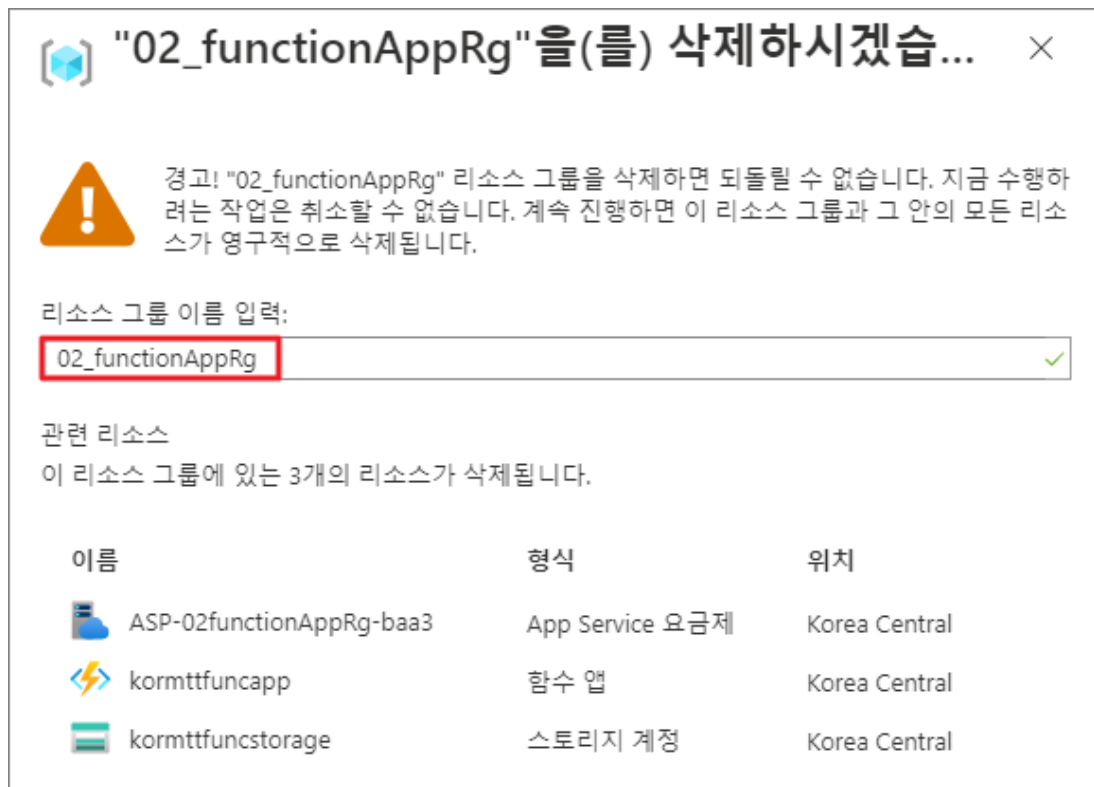 "02_functionAppRg"을(를) 삭제하시겠습...
경고! "02_functionAppRg" 리소스 그룹을 삭제하면 되돌릴 수 없습니다. 지금 수행하
려는 작업은 취소할 수 없습니다. 계속 진행하면 이 리소스 그룹과 그 안의 모든 리소
스가 영구적으로 삭제됩니다.
리소스 그룹 이름 입력:
02_functionAppRg
관련 리소스
이 리소스 그룹에 있는 3개의 리소스가 삭제됩니다.
이름 형식 위치
ASP-02functionAppRg-baa3 App Service 요금제 Korea Central
kormttfuncapp 함수 앱 Korea Central
kormttfuncstorage 스토리지 계정 Korea Central